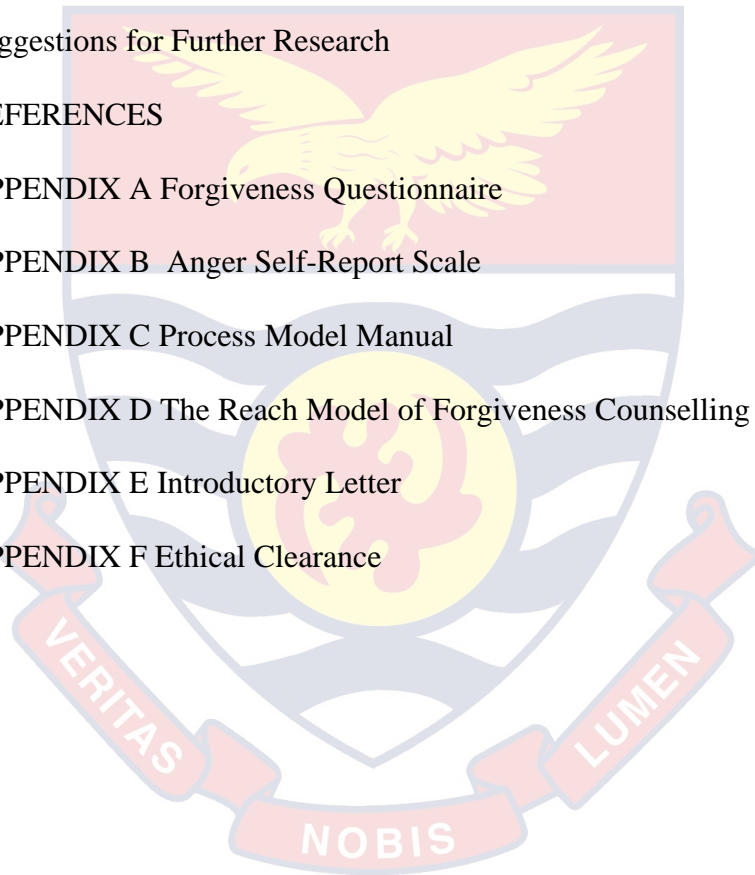 ggestions for Further Research
EFERENCES
PPENDIX A Forgiveness Questionnaire
PPENDIX B Anger Self-Report Scale
PPENDIX C Process Model Manual
PPENDIX D The Reach Model of Forgiveness Counselling
PPENDIX E Introductory Letter
PPENDIX F Ethical Clearance
VERITAS
NOBIS
LUMEN